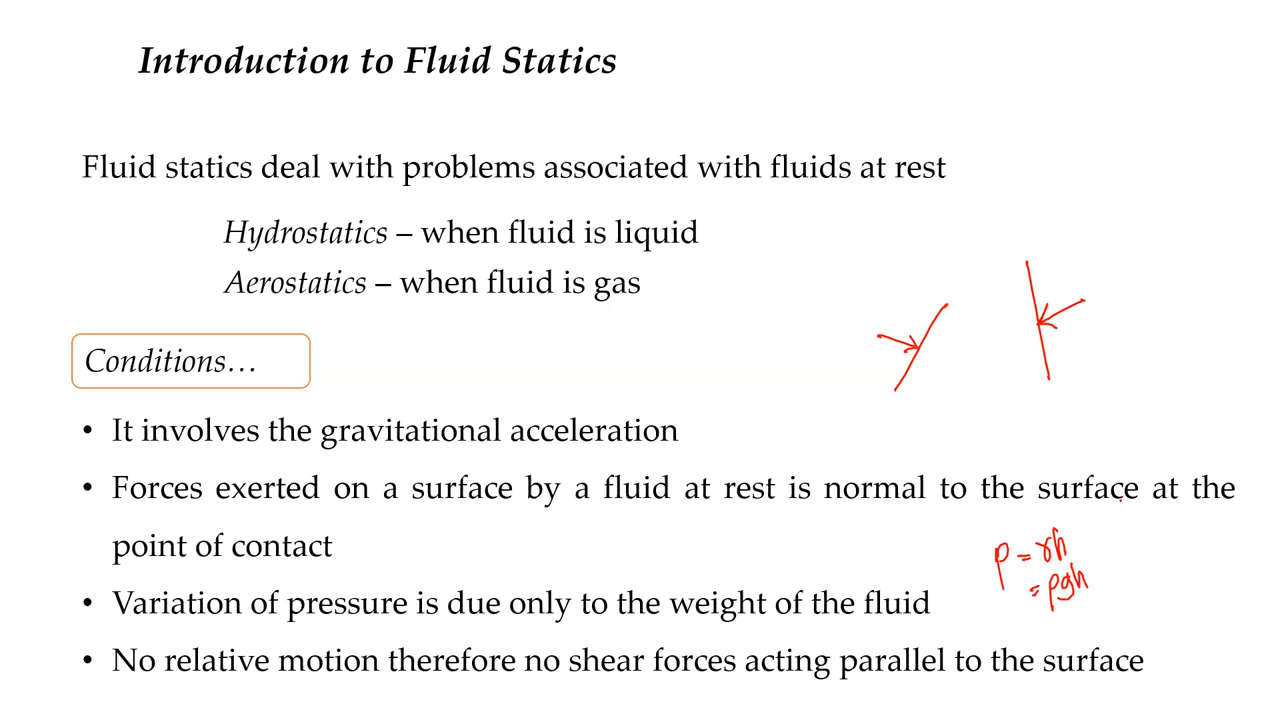 Introduction to Fluid Statics
Fluid statics deal with problems associated with fluids at rest
Hydrostatics – when fluid is liquid
Aerostatics – when fluid is gas
Conditions…
• It involves the gravitational acceleration
• Forces exerted on a surface by a fluid at rest is normal to the surface at the
point of contact
• Variation of pressure is due only to the weight of the fluid
• No relative motion therefore no shear forces acting parallel to the surface
P = γh
= ρgh